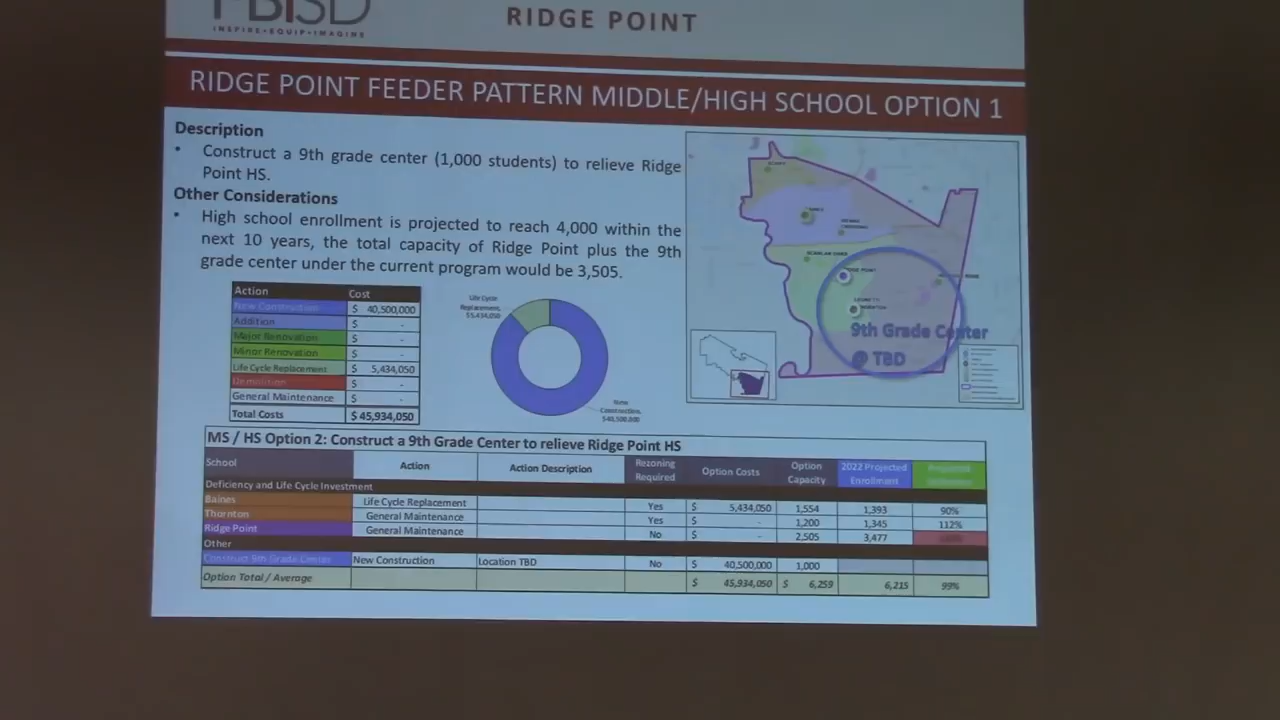 FBISD
INSPIRE•EQUIP•IMAGINE
RIDGE POINT
RIDGE POINT FEEDER PATTERN MIDDLE/HIGH SCHOOL OPTION 1
Description
• Construct a 9th grade center (1,000 students) to relieve Ridge
Point HS.
Other Considerations
• High school enrollment is projected to reach 4,000 within the
next 10 years, the total capacity of Ridge Point plus the 9th
grade center under the current program would be 3,505.
Action Cost
New Construction $ 40,500,000
Addition $ -
Major Renovation $ -
Minor Renovation $ -
Life Cycle Replacement $ 5,434,050
Demolition $ -
General Maintenance $ -
Total Costs $ 45,934,050
Life Cycle
Replacement,
$5,434,050
New
Construction,
$40,500,000
RIDGE POINT
THORNTON
9th Grade Center
@ TBD
MS / HS Option 2: Construct a 9th Grade Center to relieve Ridge Point HS
School Action Action Description Rezoning Required Option Costs Option Capacity 2022 Projected Enrollment
Deficiency and Life Cycle Investment
Baines Life Cycle Replacement Yes $ 5,434,050 1,554 1,393 90%
Thornton General Maintenance Yes $ - 1,200 1,345 112%
Ridge Point General Maintenance No $ - 2,505 3,477
Other
Construct 9th Grade Center New Construction Location TBD No $ 40,500,000 1,000
Option Total / Average $ 45,934,050 $ 6,259 6,215 99%